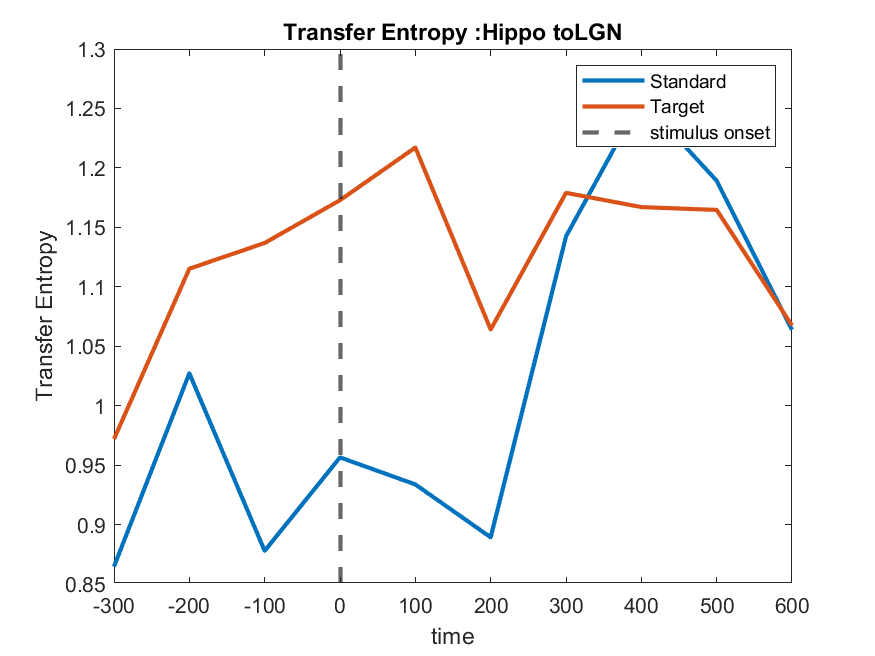 Transfer Entropy :Hippo toLGN
1.3
1.25
1.2
1.15
1.1
1.05
1
0.95
0.9
0.85
Transfer Entropy
Standard
Target
stimulus onset
-300 -200 -100 0 100 200 300 400 500 600
time